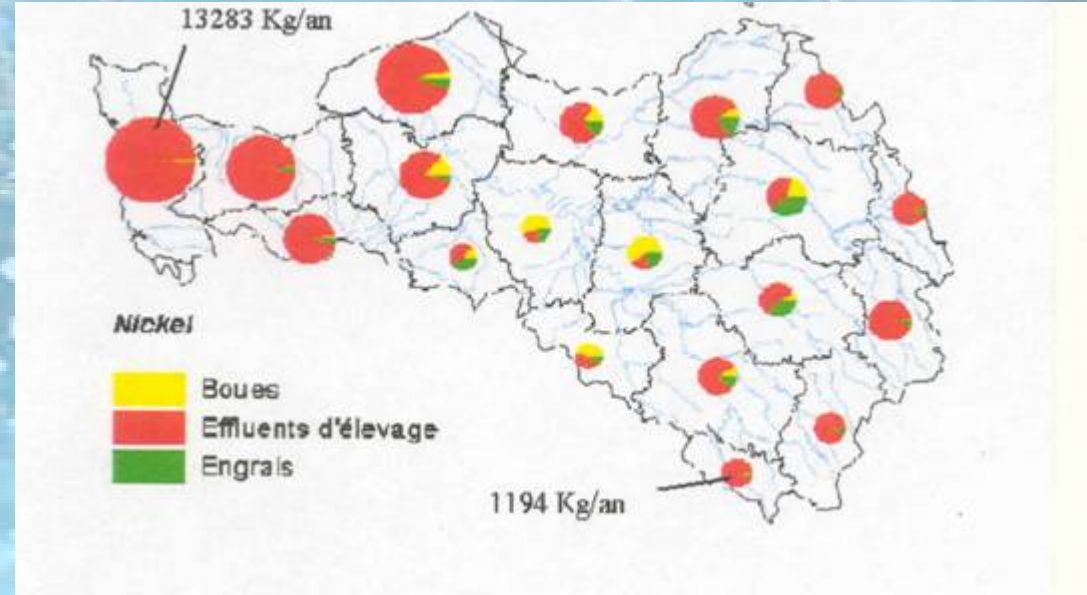 13283 Kg/an
Nickel
Boues
Effluents d'élevage
Engrais
1194 Kg/an